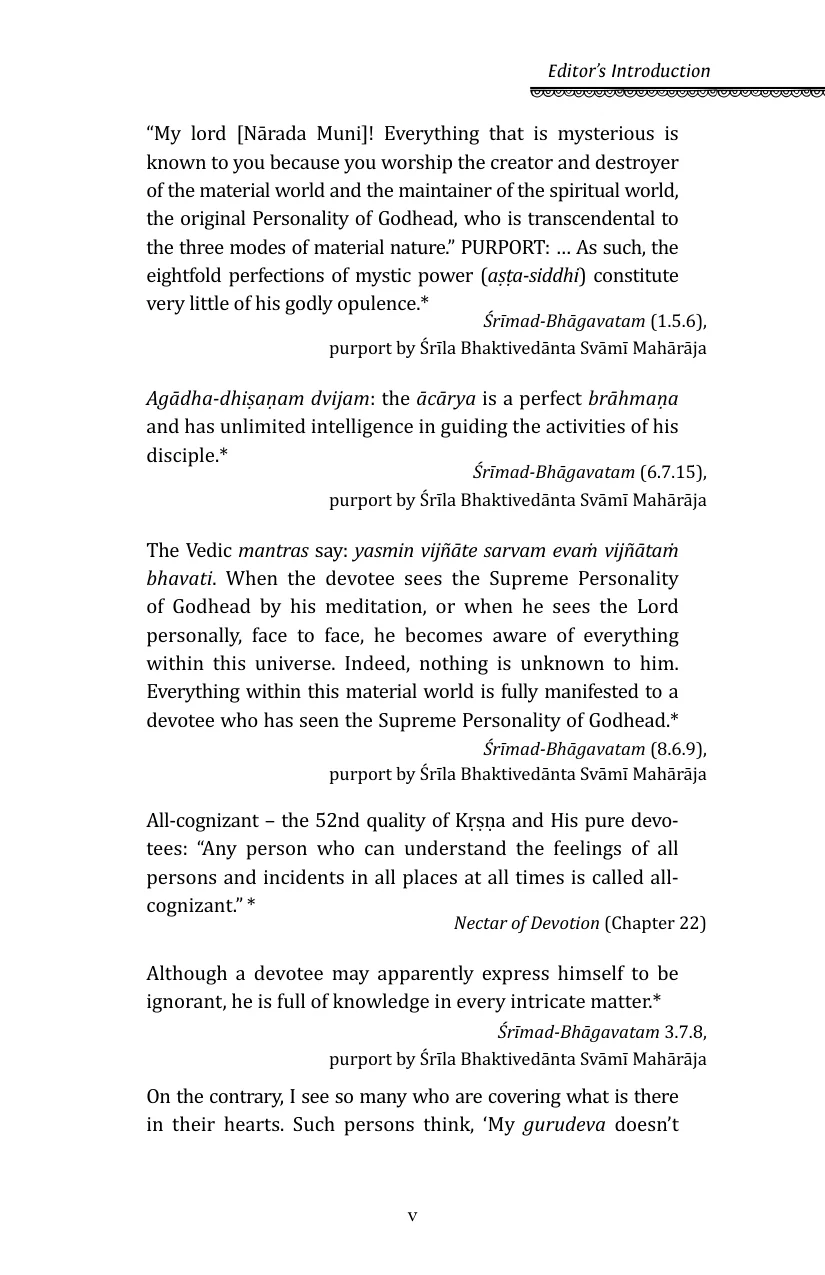 Editor’s Introduction
“My lord [Nārada Muni]! Everything that is mysterious is
known to you because you worship the creator and destroyer
of the material world and the maintainer of the spiritual world,
the original Personality of Godhead, who is transcendental to
the three modes of material nature.” PURPORT: … As such, the
eightfold perfections of mystic power (aṣṭa-siddhi) constitute
very little of his godly opulence.*
Śrīmad-Bhāgavatam (1.5.6),
purport by Śrīla Bhaktivedānta Svāmī Mahārāja
Agādha-dhiṣaṇam dvijam: the ācārya is a perfect brāhmaṇa
and has unlimited intelligence in guiding the activities of his
disciple.*
Śrīmad-Bhāgavatam (6.7.15),
purport by Śrīla Bhaktivedānta Svāmī Mahārāja
The Vedic mantras say: yasmin vijñāte sarvam evaṁ vijñātaṁ
bhavati. When the devotee sees the Supreme Personality
of Godhead by his meditation, or when he sees the Lord
personally, face to face, he becomes aware of everything
within this universe. Indeed, nothing is unknown to him.
Everything within this material world is fully manifested to a
devotee who has seen the Supreme Personality of Godhead.*
Śrīmad-Bhāgavatam (8.6.9),
purport by Śrīla Bhaktivedānta Svāmī Mahārāja
All-cognizant – the 52nd quality of Kṛṣṇa and His pure devo-
tees: “Any person who can understand the feelings of all
persons and incidents in all places at all times is called all-
cognizant.” *
Nectar of Devotion (Chapter 22)
Although a devotee may apparently express himself to be
ignorant, he is full of knowledge in every intricate matter.*
Śrīmad-Bhāgavatam 3.7.8,
purport by Śrīla Bhaktivedānta Svāmī Mahārāja
On the contrary, I see so many who are covering what is there
in their hearts. Such persons think, ‘My gurudeva doesn’t
v